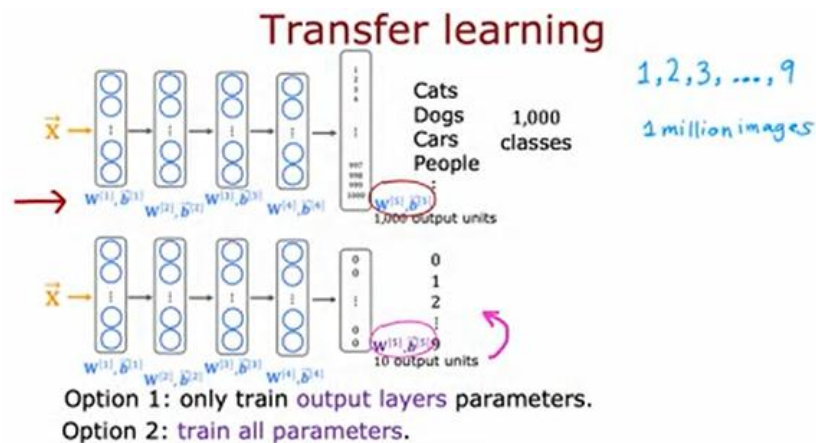 Transfer learning
1, 2, 3, ..., 9
1 million images
1
2
3
4
⋮
997
998
999
1000
Cats
Dogs
Cars
People
⋮
1,000
classes
x⃗
W[1], b⃗[1]
W[2], b⃗[2]
W[3], b⃗[3]
W[4], b⃗[4]
W[5], b⃗[5]
1,000 output units
x⃗
0
0
⋮
0
0
0
1
2
⋮
9
W[1], b⃗[1]
W[2], b⃗[2]
W[3], b⃗[3]
W[4], b⃗[4]
W[5], b⃗[5]
10 output units
Option 1: only train output layers parameters.
Option 2: train all parameters.